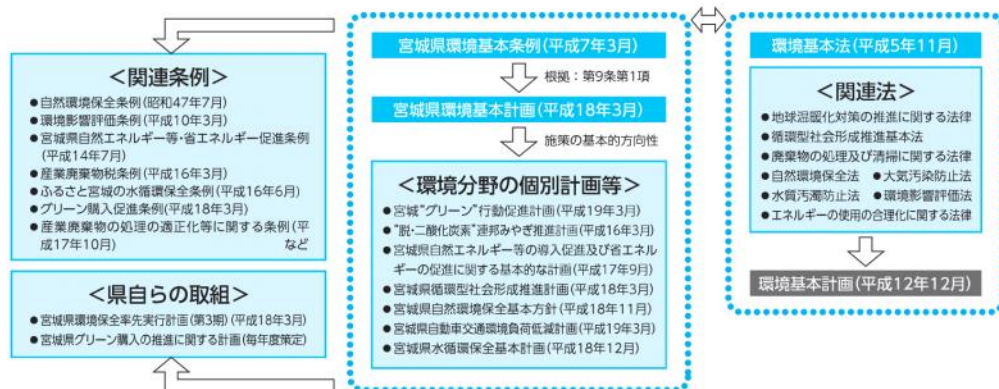 ＜関連条例＞
●自然環境保全条例(昭和47年7月)
●環境影響評価条例(平成10年3月)
●宮城県自然エネルギー等・省エネルギー促進条例
(平成14年7月)
●産業廃棄物税条例(平成16年3月)
●ふるさと宮城の水循環保全条例(平成16年6月)
●グリーン購入促進条例(平成18年3月)
●産業廃棄物の処理の適正化等に関する条例(平
成17年10月) など
＜県自らの取組＞
●宮城県環境保全率先実行計画(第3期)(平成18年3月)
●宮城県グリーン購入の推進に関する計画(毎年度策定)
宮城県環境基本条例(平成7年3月)
根拠：第9条第1項
宮城県環境基本計画(平成18年3月)
施策の基本的方向性
＜環境分野の個別計画等＞
●宮城“グリーン”行動促進計画(平成19年3月)
●“脱・二酸化炭素”連邦みやぎ推進計画(平成16年3月)
●宮城県自然エネルギー等の導入促進及び省エネル
ギーの促進に関する基本的な計画(平成17年9月)
●宮城県循環型社会形成推進計画(平成18年3月)
●宮城県自然環境保全基本方針(平成18年11月)
●宮城県自動車交通環境負荷低減計画(平成19年3月)
●宮城県水循環保全基本計画(平成18年12月)
環境基本法(平成5年11月)
＜関連法＞
●地球温暖化対策の推進に関する法律
●循環型社会形成推進基本法
●廃棄物の処理及び清掃に関する法律
●自然環境保全法 ●大気汚染防止法
●水質汚濁防止法 ●環境影響評価法
●エネルギーの使用の合理化に関する法律
環境基本計画(平成12年12月)